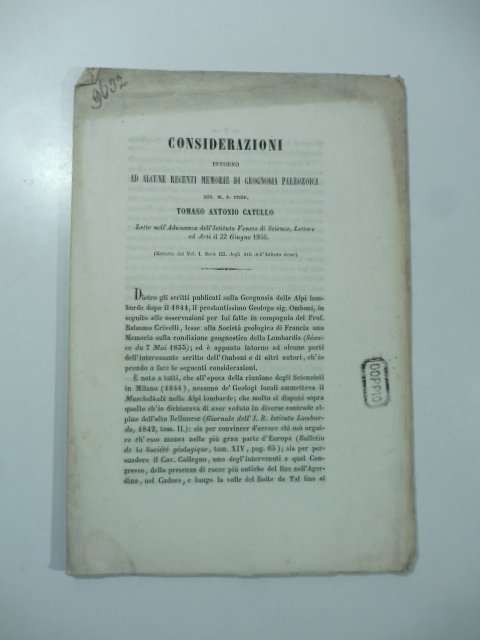 9632
CONSIDERAZIONI
INTORNO
AD ALCUNE RECENTI MEMORIE DI GEOGNOSIA PALEOZOICA
DEL M. E. PROF.
TOMASO ANTONIO CATULLO
Lette nell'Adunanza dell'Istituto Veneto di Scienze, Lettere
ed Arti il 22 Giugno 1856.
(Estratto dal Vol. I. Serie III. degli Atti dell'Istituto stesso)
Dietro gli scritti publicati sulla Geognosia delle Alpi lom-
barde dopo il 1844, il prestantissimo Geologo sig. Omboni, in
seguito alle osservazioni per lui fatte in compagnia del Prof.
Balsamo Crivelli, lesse alla Società geologica di Francia una
Memoria sulla condizione geognostica della Lombardia (Séan-
ce du 7 Mai 1855); ed è appunto intorno ad alcune parti
dell'interessante scritto dell'Omboni e di altri autori, ch'io
prendo a fare le seguenti considerazioni.
È noto a tutti, che all'epoca della riunione degli Scienziati
in Milano (1844), nessuno de' Geologi locali ammetteva il
Muschelkalk nelle Alpi lombarde; che molto si disputò sopra
quello ch'io dichiarava di aver veduto in diverse contrade al-
pine dell'alto Bellunese (Giornale dell'I. R. Istituto Lombar-
do, 1842, tom. II.): sia per convincer d'errore chi osò argui-
re ch'esso manca nella più gran parte d'Europa (Bulletin
de la Société géologique, tom. XIV, pag. 65); sia per per-
suadere il Cav. Collegno, uno degl'intervenuti a quel Con-
gresso, della presenza di rocce più antiche del lias nell'Agor-
dino, nel Cadore, e lungo la valle del Boite da Tai fino si
DOPPIO